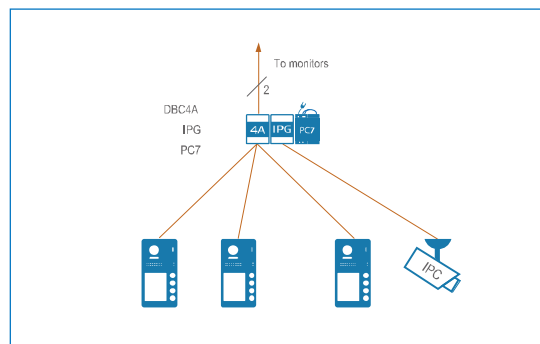 To monitors
2
DBC4A
IPG
PC7
4A IPG PC7
IPC